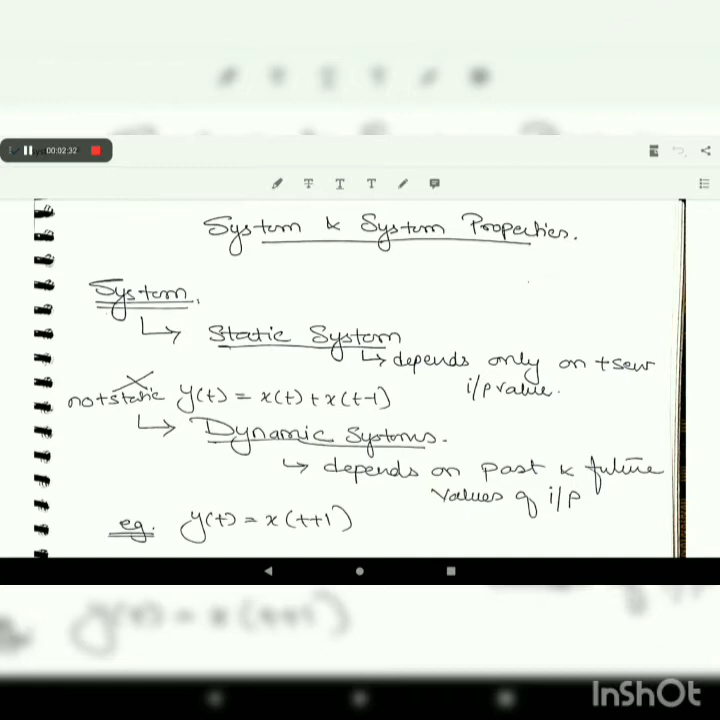 00:02:32
System & System Properties.
System.
↳ Static System
↳ depends only on
i/p value.
not static y(t) = x(t) + x(t-1)
↳ Dynamic Systems.
↳ depends on past & future
values of i/p
eg. y(t) = x(t+1)
InShOt